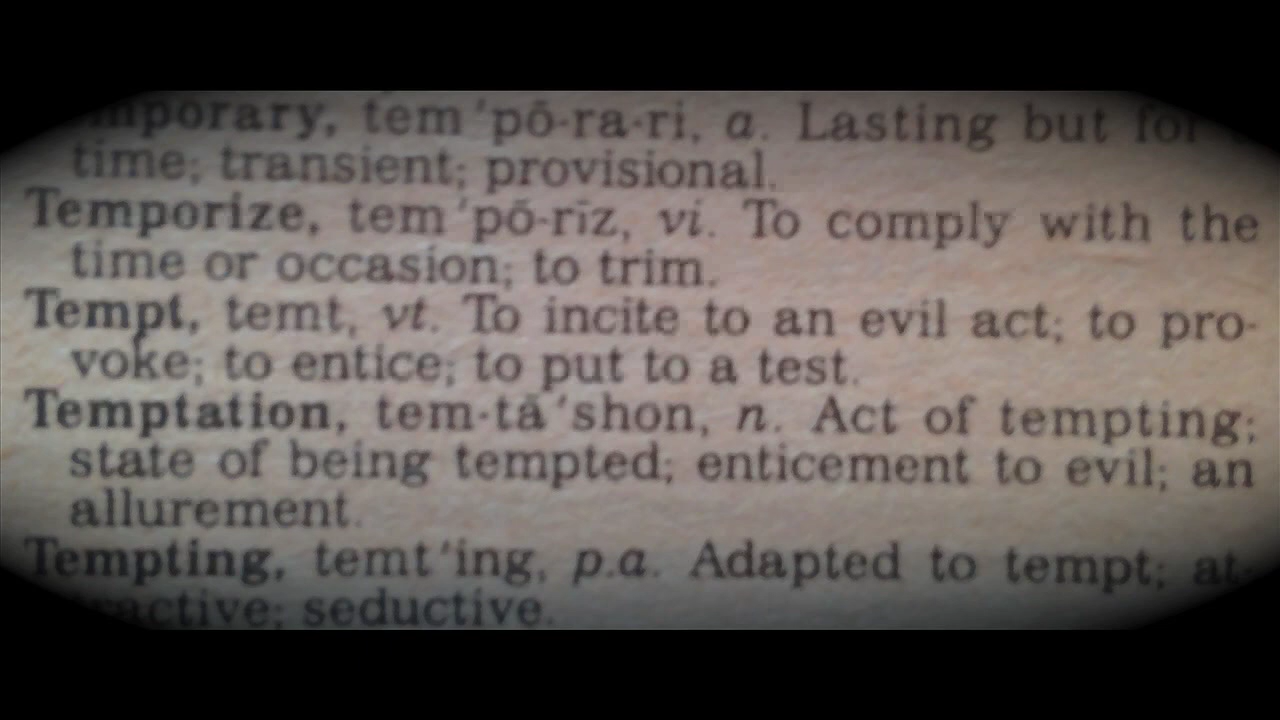 mporary, tem'pō-ra-ri, a. Lasting but for
time; transient; provisional.
Temporize, tem'pō-rīz, vi. To comply with the
time or occasion; to trim.
Tempt, temt, vt. To incite to an evil act; to pro-
voke; to entice; to put to a test.
Temptation, tem-tā'shon, n. Act of tempting;
state of being tempted; enticement to evil; an
allurement.
Tempting, temt'ing, p.a. Adapted to tempt; at-
ractive; seductive.